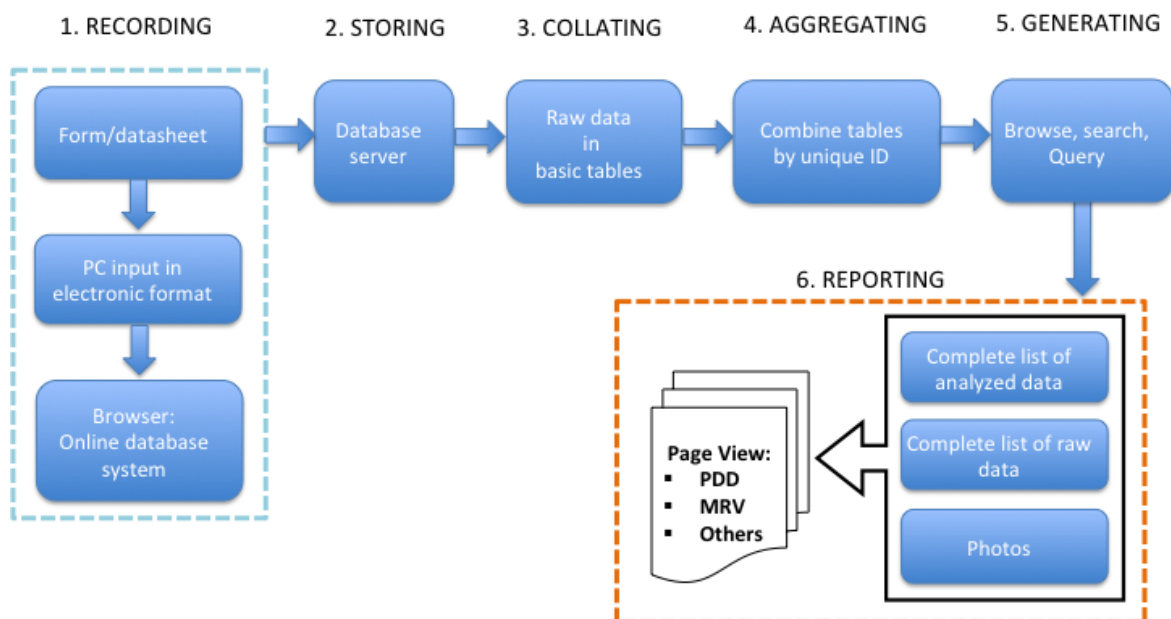 1. RECORDING
2. STORING
3. COLLATING
4. AGGREGATING
5. GENERATING
Form/datasheet
PC input in
electronic format
Browser:
Online database
system
Database
server
Raw data
in
basic tables
Combine tables
by unique ID
Browse, search,
Query
6. REPORTING
Complete list of
analyzed data
Complete list of raw
data
Photos
Page View:
▪ PDD
▪ MRV
▪ Others